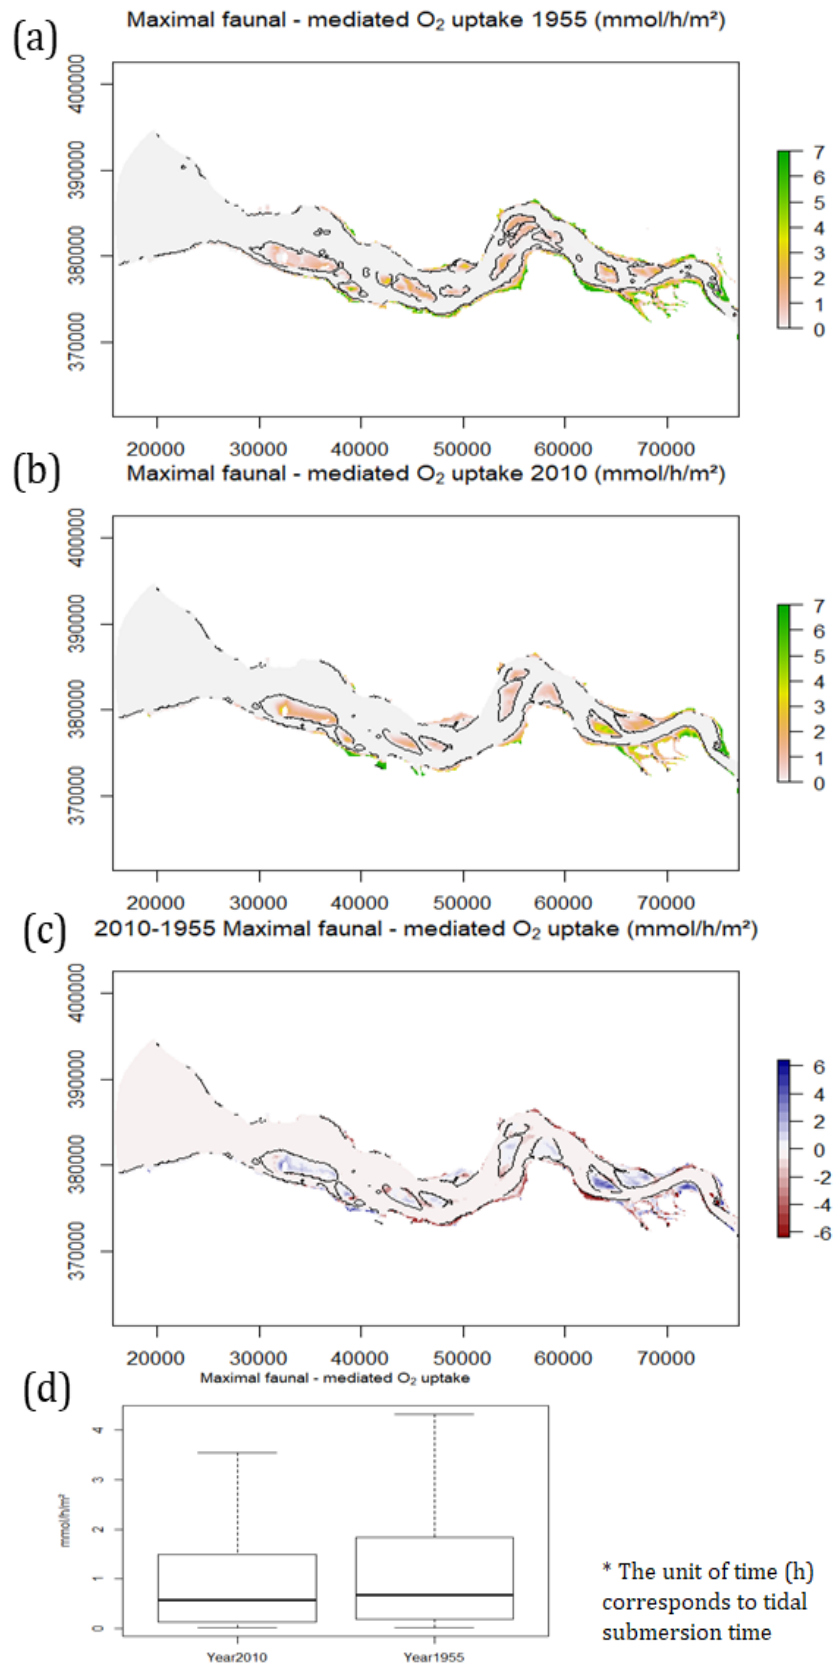 (a)
Maximal faunal - mediated O₂ uptake 1955 (mmol/h/m²)
400000
390000
380000
370000
7
6
5
4
3
2
1
0
20000 30000 40000 50000 60000 70000
(b)
Maximal faunal - mediated O₂ uptake 2010 (mmol/h/m²)
400000
390000
380000
370000
7
6
5
4
3
2
1
0
20000 30000 40000 50000 60000 70000
(c)
2010-1955 Maximal faunal - mediated O₂ uptake (mmol/h/m²)
400000
390000
380000
370000
6
4
2
0
-2
-4
-6
20000 30000 40000 50000 60000 70000
(d)
Maximal faunal - mediated O₂ uptake
mmol/h/m²
4
3
2
1
0
Year2010 Year1955
* The unit of time (h)
corresponds to tidal
submersion time